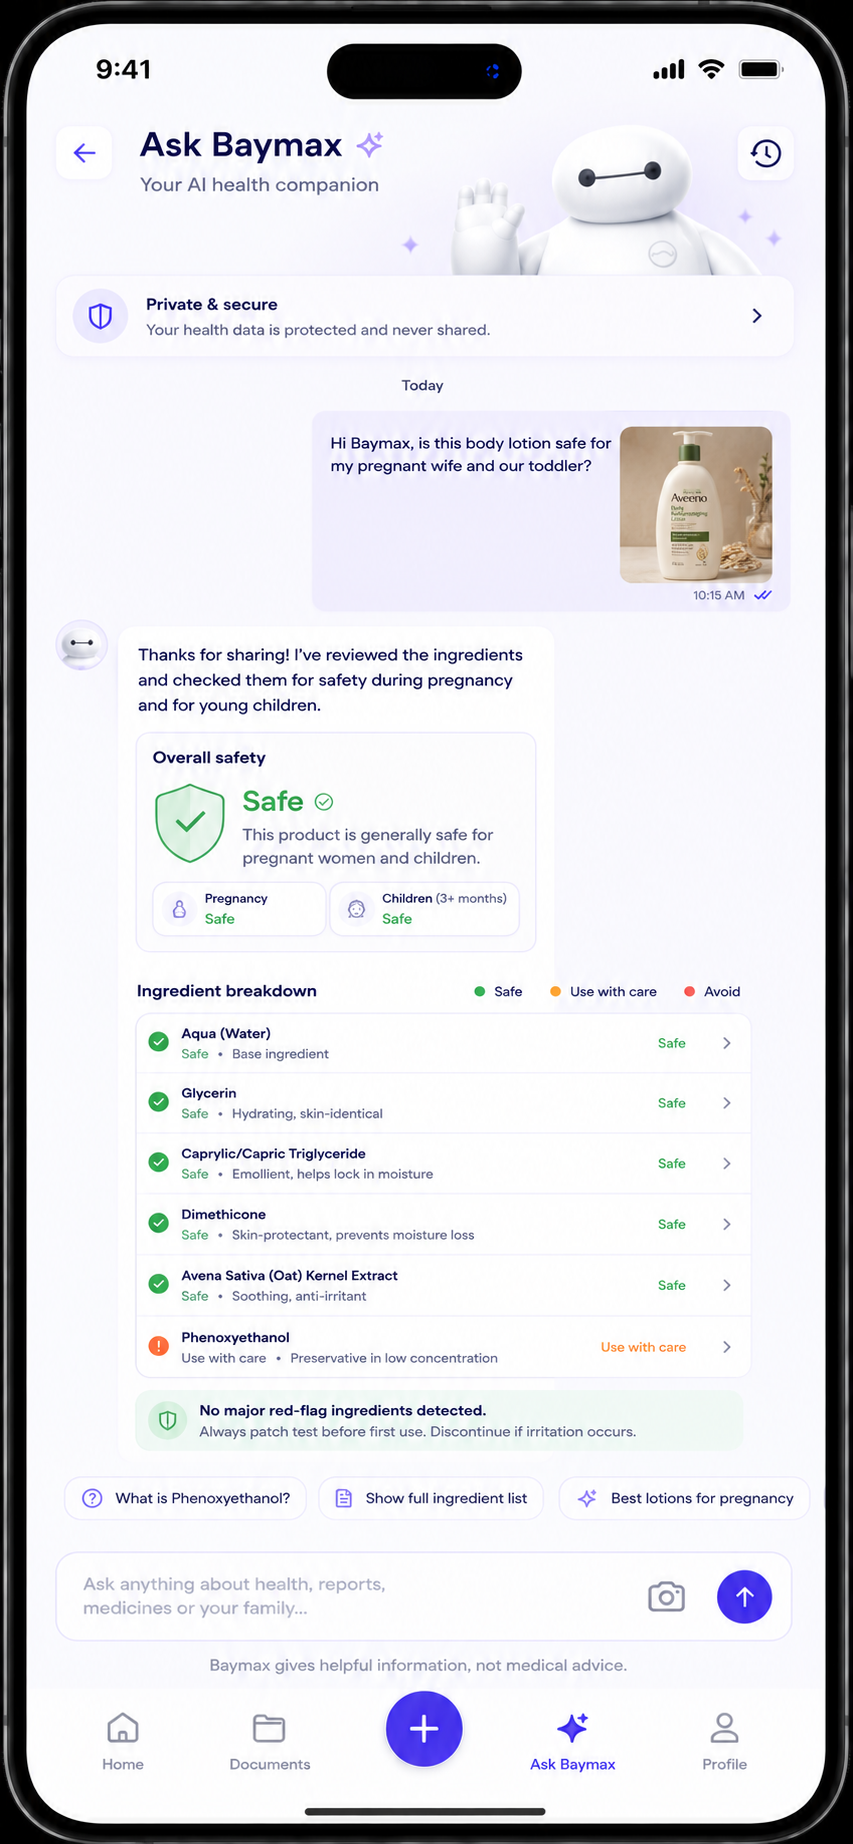 9:41
Ask Baymax
Your AI health companion
Private & secure
Your health data is protected and never shared.
Today
Hi Baymax, is this body lotion safe for
my pregnant wife and our toddler?
Aveeno
Daily
10:15 AM
Thanks for sharing! I've reviewed the ingredients
and checked them for safety during pregnancy
and for young children.
Overall safety
Safe
This product is generally safe for
pregnant women and children.
Pregnancy
Safe
Children (3+ months)
Safe
Ingredient breakdown
Safe
Use with care
Avoid
Aqua (Water)
Safe • Base ingredient
Safe
Glycerin
Safe • Hydrating, skin-identical
Safe
Caprylic/Capric Triglyceride
Safe • Emollient, helps lock in moisture
Safe
Dimethicone
Safe • Skin-protectant, prevents moisture loss
Safe
Avena Sativa (Oat) Kernel Extract
Safe • Soothing, anti-irritant
Safe
Phenoxyethanol
Use with care • Preservative in low concentration
Use with care
No major red-flag ingredients detected.
Always patch test before first use. Discontinue if irritation occurs.
What is Phenoxyethanol?
Show full ingredient list
Best lotions for pregnancy
Ask anything about health, reports,
medicines or your family...
Baymax gives helpful information, not medical advice.
Home
Documents
Ask Baymax
Profile